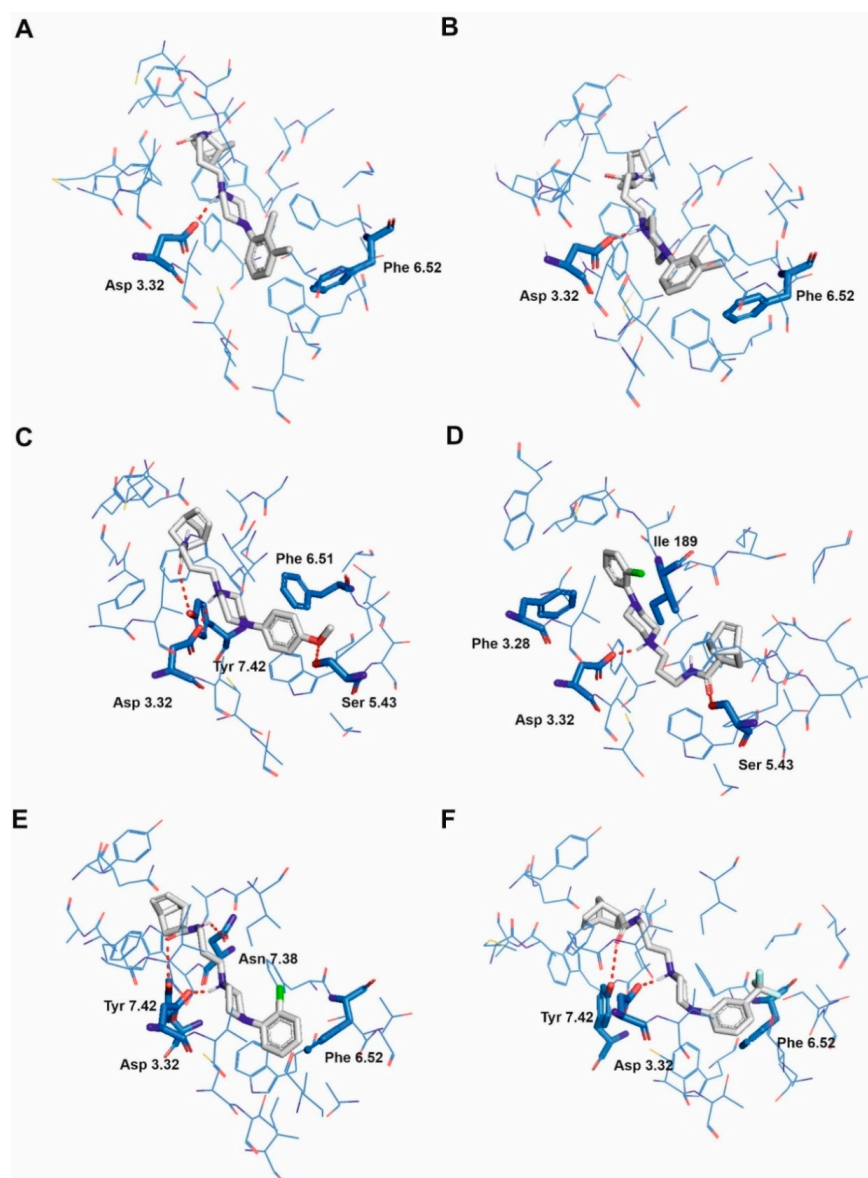 A
B
Asp 3.32
Phe 6.52
Asp 3.32
Phe 6.52
C
D
Phe 6.51
Ile 189
Tyr 7.42
Phe 3.28
Asp 3.32
Ser 5.43
Asp 3.32
Ser 5.43
E
F
Asn 7.38
Tyr 7.42
Tyr 7.42
Asp 3.32
Phe 6.52
Asp 3.32
Phe 6.52